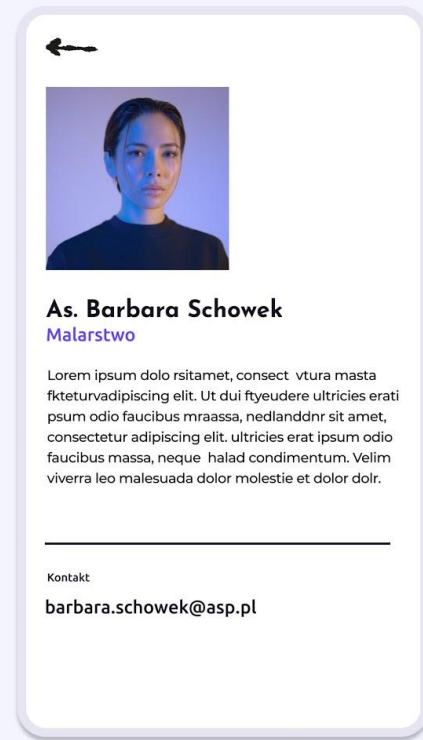 As. Barbara Schowek
Malarstwo
Lorem ipsum dolo rsitamet, consect vtura masta
fkteturvadipiscing elit. Ut dui ftyeudere ultricies erati
psum odio faucibus mraassa, nedlanddnr sit amet,
consectetur adipiscing elit. ultricies erat ipsum odio
faucibus massa, neque halad condimentum. Velim
viverra leo malesuada dolor molestie et dolor dolr.
Kontakt
barbara.schowek@asp.pl